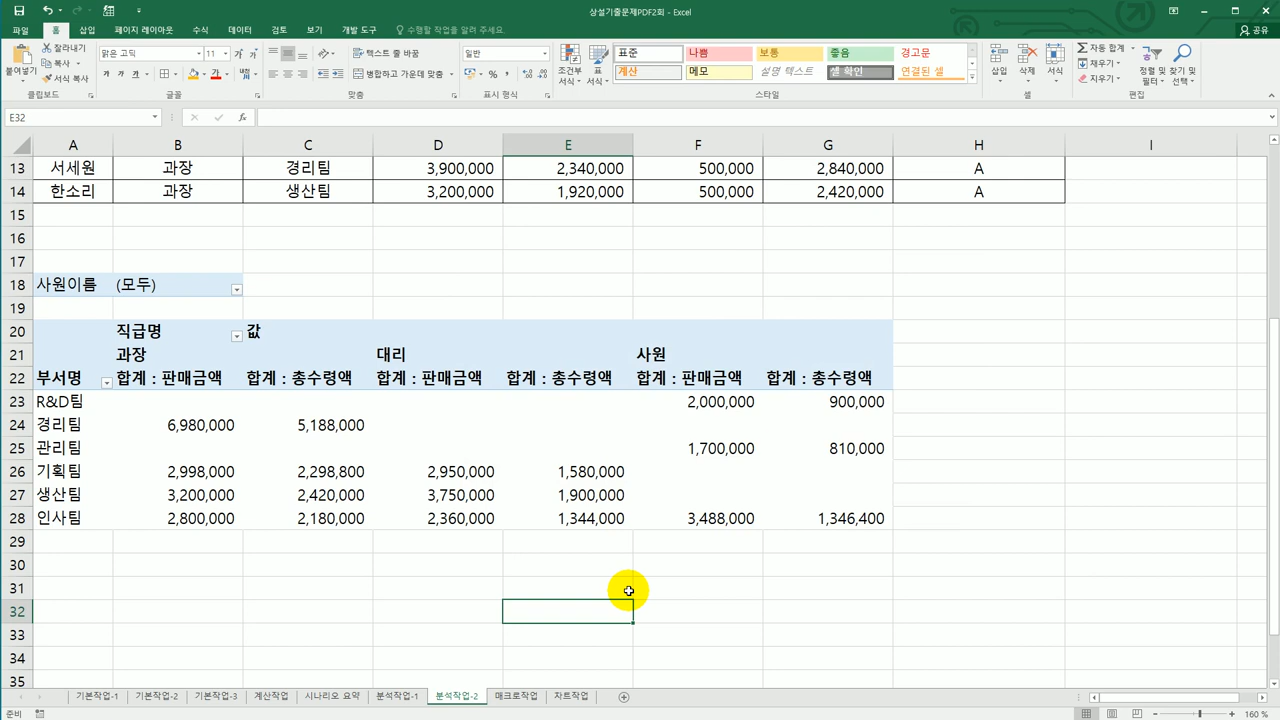 상설기출문제PDF2회 - Excel
파일 홈 삽입 페이지 레이아웃 수식 데이터 검토 보기 개발 도구 수행할 작업을 알려 주세요. 공유
붙여넣기 잘라내기 복사 서식 복사 클립보드
맑은 고딕 11 가 가 가 가 가 글꼴
텍스트 줄 바꿈 병합하고 가운데 맞춤 맞춤
일반 % , 표시 형식
조건부 서식 표 서식 표준 나쁨 보통 좋음 경고문
계산 메모 설명 텍스트 셀 확인 연결된 셀 스타일
삽입 삭제 서식 셀
자동 합계 채우기 지우기 정렬 및 필터 찾기 및 선택 편집
E32 fx
A B C D E F G H I
13 서세원 과장 경리팀 3,900,000 2,340,000 500,000 2,840,000 A
14 한소리 과장 생산팀 3,200,000 1,920,000 500,000 2,420,000 A
15
16
17
18 사원이름 (모두)
19
20 직급명 값
21 과장 대리 사원
22 부서명 합계 : 판매금액 합계 : 총수령액 합계 : 판매금액 합계 : 총수령액 합계 : 판매금액 합계 : 총수령액
23 R&D팀 2,000,000 900,000
24 경리팀 6,980,000 5,188,000
25 관리팀 1,700,000 810,000
26 기획팀 2,998,000 2,298,800 2,950,000 1,580,000
27 생산팀 3,200,000 2,420,000 3,750,000 1,900,000
28 인사팀 2,800,000 2,180,000 2,360,000 1,344,000 3,488,000 1,346,400
29
30
31
32
33
34
35
기본작업-1 기본작업-2 기본작업-3 계산작업 시나리오 요약 분석작업-1 분석작업-2 매크로작업 차트작업
준비 160 %